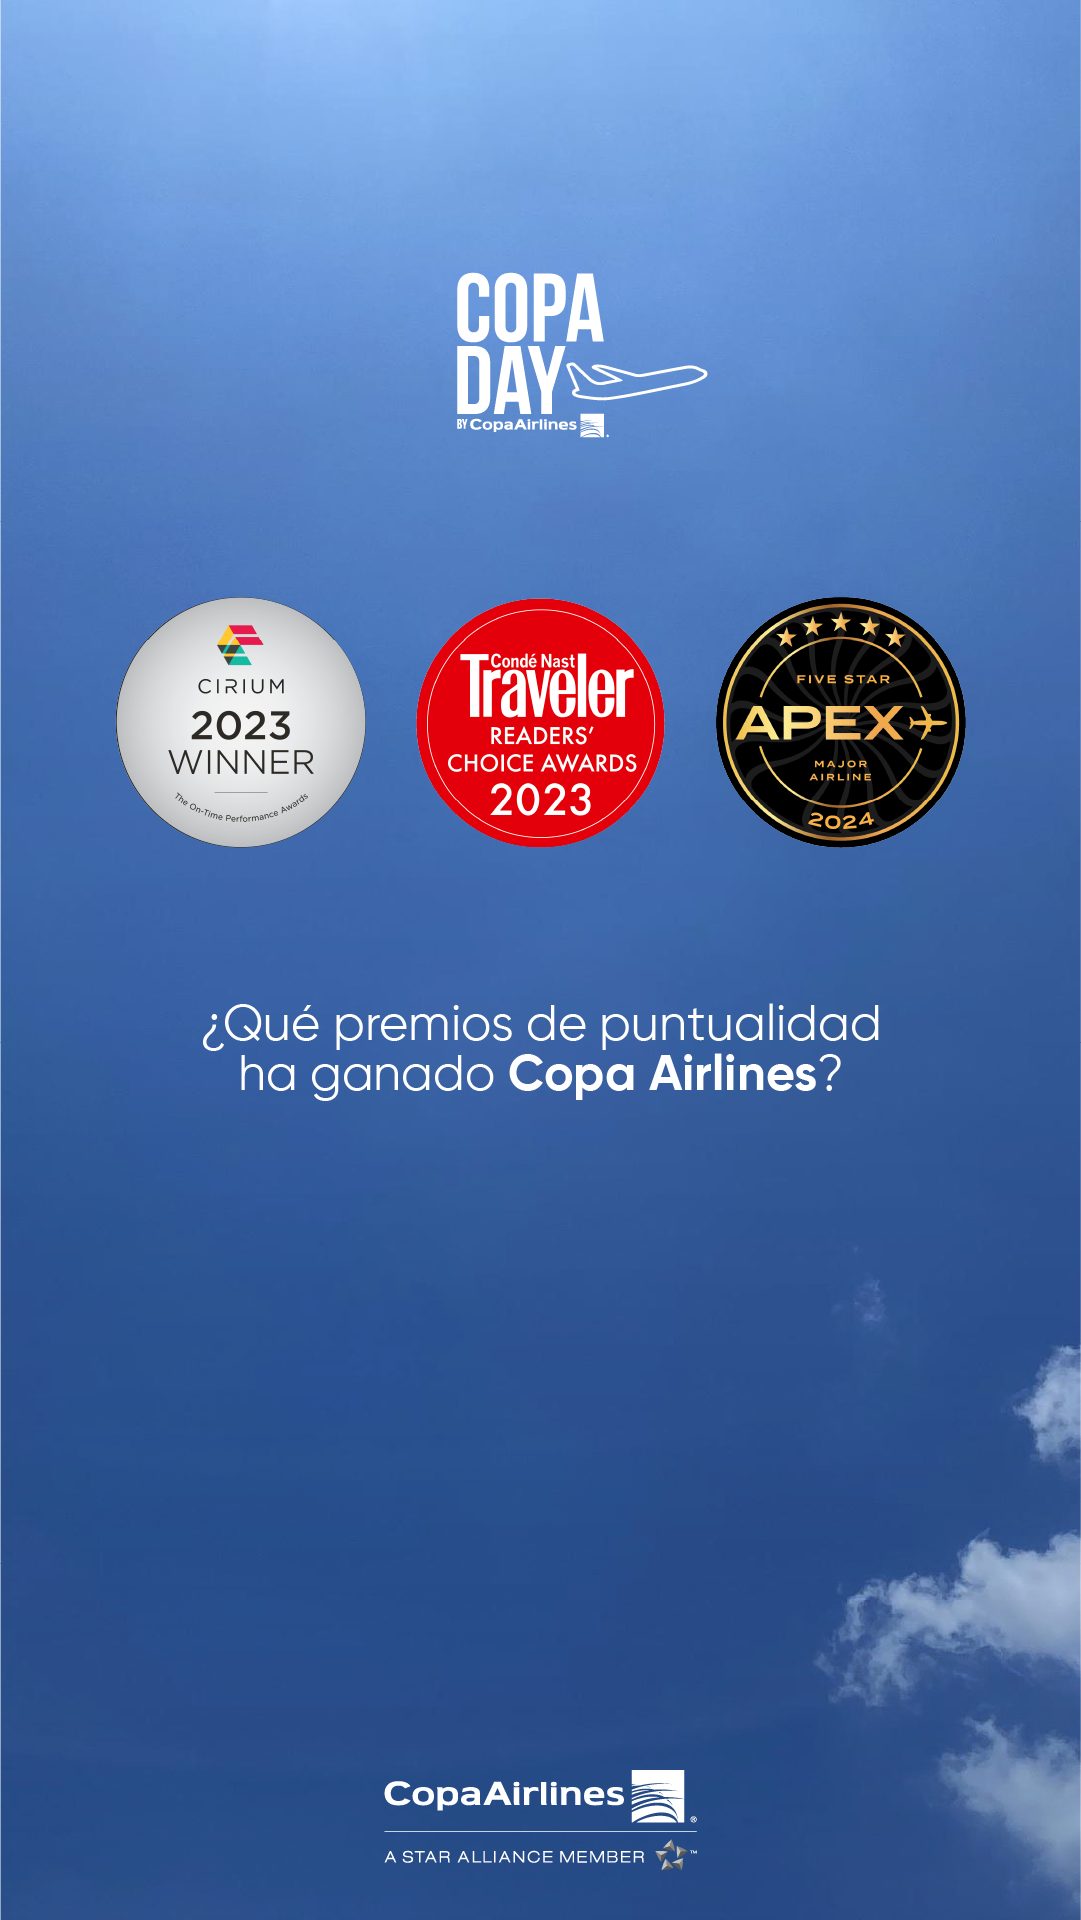 COPA
DAY
BY CopaAirlines
CIRIUM
2023
WINNER
The On-Time Performance Awards
Condé Nast
Traveler
READERS'
CHOICE AWARDS
2023
FIVE STAR
APEX
MAJOR
AIRLINE
2024
¿Qué premios de puntualidad
ha ganado Copa Airlines?
CopaAirlines®
A STAR ALLIANCE MEMBER ™